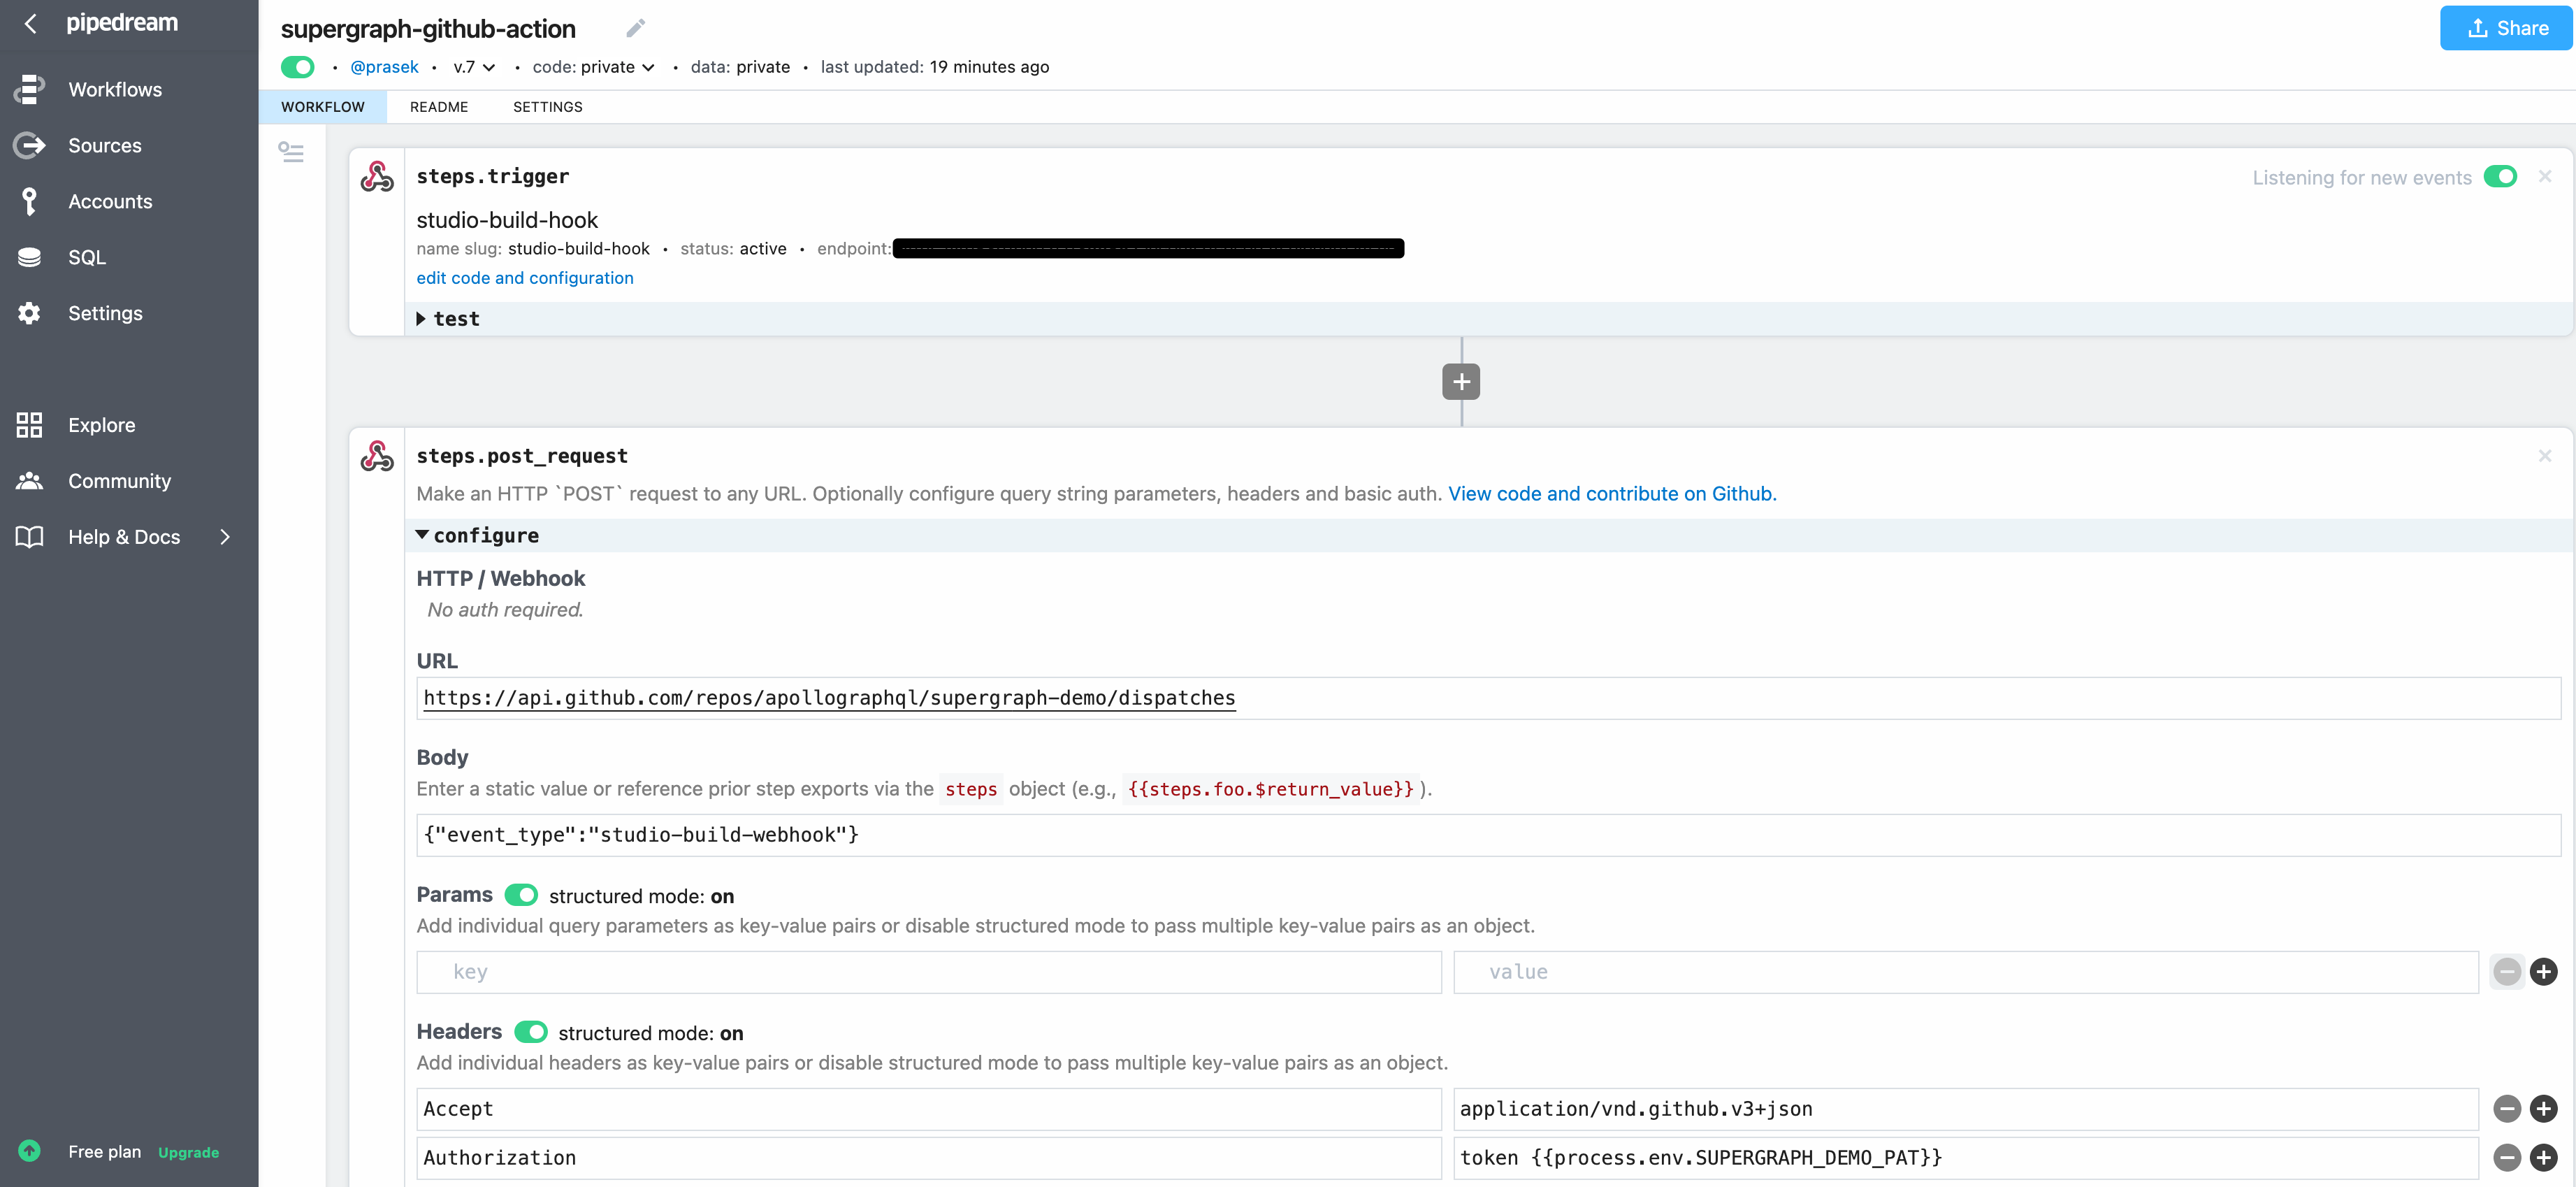 pipedream
Workflows
Sources
Accounts
SQL
Settings
Explore
Community
Help & Docs
Free plan Upgrade
supergraph-github-action
Share
• @prasek • v.7 • code: private • data: private • last updated: 19 minutes ago
WORKFLOW README SETTINGS
steps.trigger
Listening for new events
studio-build-hook
name slug: studio-build-hook • status: active • endpoint:
edit code and configuration
test
steps.post_request
Make an HTTP `POST` request to any URL. Optionally configure query string parameters, headers and basic auth. View code and contribute on Github.
configure
HTTP / Webhook
No auth required.
URL
https://api.github.com/repos/apollographql/supergraph-demo/dispatches
Body
Enter a static value or reference prior step exports via the steps object (e.g., {{steps.foo.$return_value}} ).
{"event_type":"studio-build-webhook"}
Params structured mode: on
Add individual query parameters as key-value pairs or disable structured mode to pass multiple key-value pairs as an object.
key value
Headers structured mode: on
Add individual headers as key-value pairs or disable structured mode to pass multiple key-value pairs as an object.
Accept application/vnd.github.v3+json
Authorization token {{process.env.SUPERGRAPH_DEMO_PAT}}